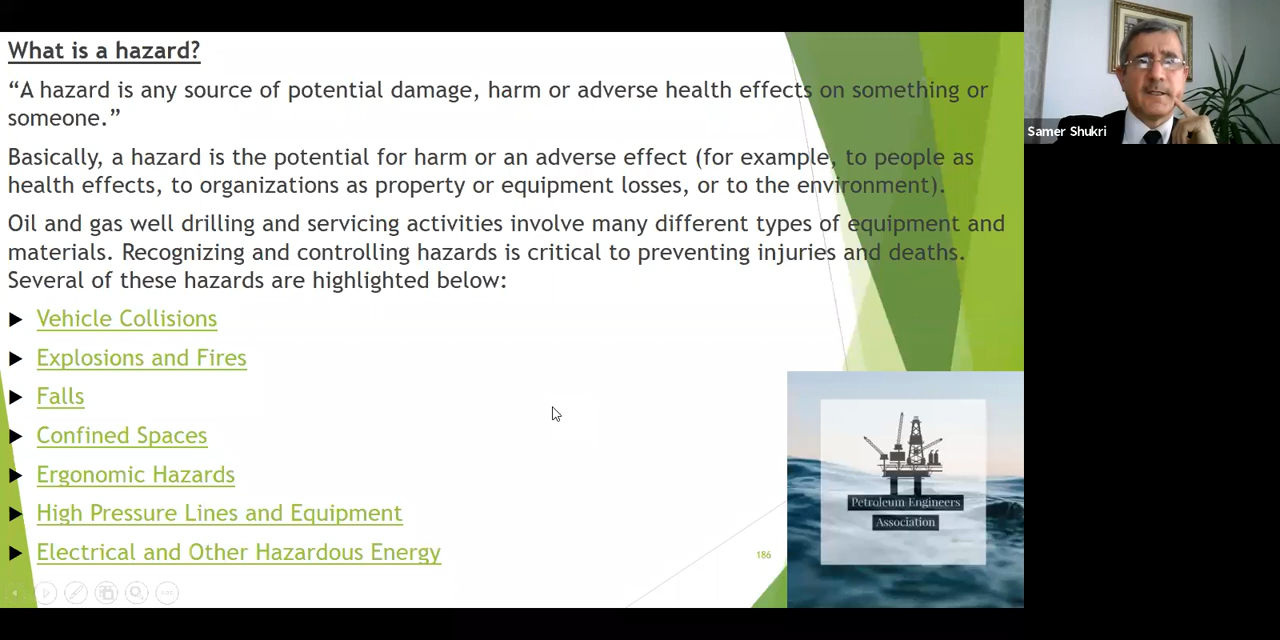 What is a hazard?
“A hazard is any source of potential damage, harm or adverse health effects on something or
someone.”
Basically, a hazard is the potential for harm or an adverse effect (for example, to people as
health effects, to organizations as property or equipment losses, or to the environment).
Oil and gas well drilling and servicing activities involve many different types of equipment and
materials. Recognizing and controlling hazards is critical to preventing injuries and deaths.
Several of these hazards are highlighted below:
Vehicle Collisions
Explosions and Fires
Falls
Confined Spaces
Ergonomic Hazards
High Pressure Lines and Equipment
Electrical and Other Hazardous Energy
186
Petroleum Engineers
Association
Samer Shukri